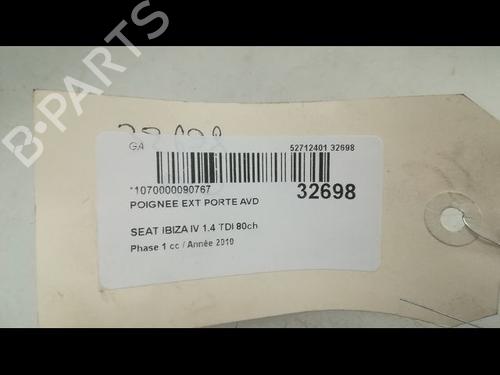 B-PARTS
GA
52712401 32698
*1070000090767
32698
POIGNEE EXT PORTE AVD
SEAT IBIZA IV 1.4 TDI 80ch
Phase 1 cc / Année 2010